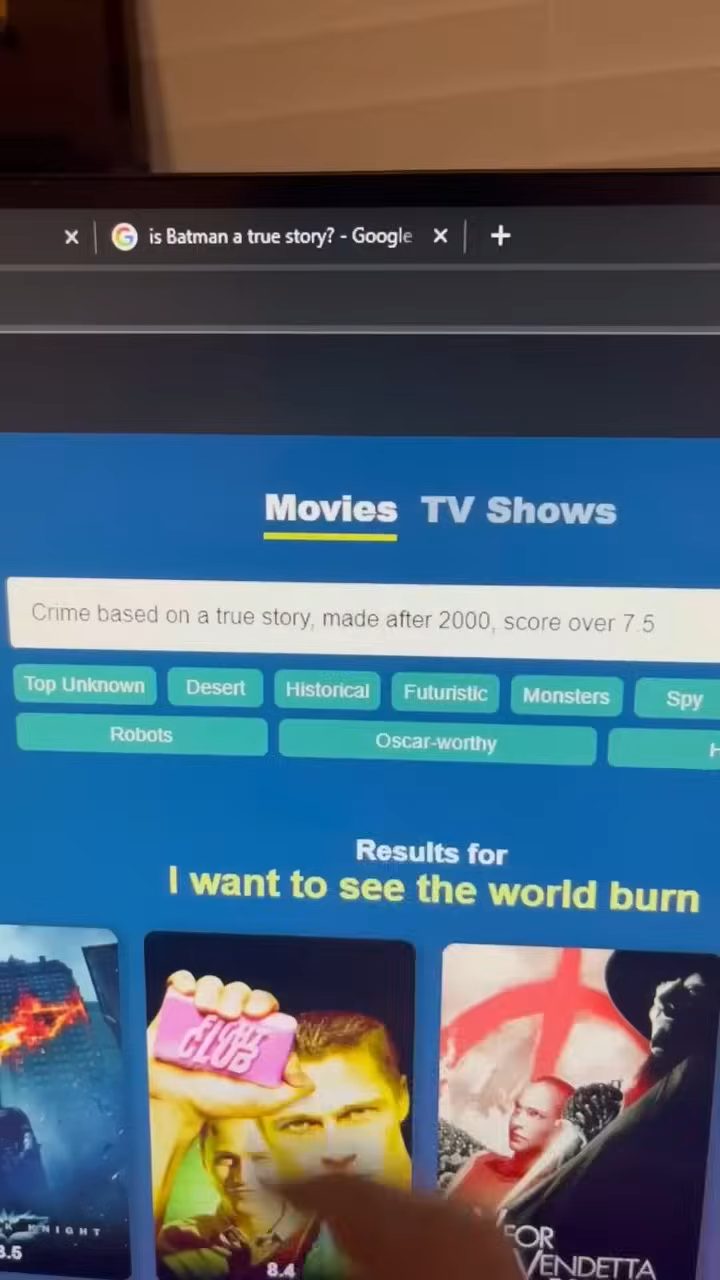 is Batman a true story? - Google
Movies TV Shows
Crime based on a true story, made after 2000, score over 7.5
Top Unknown Desert Historical Futuristic Monsters Spy
Robots Oscar-worthy H
Results for
I want to see the world burn
FIGHT
CLUB
KNIGHT
FOR
VENDETTA
8.4